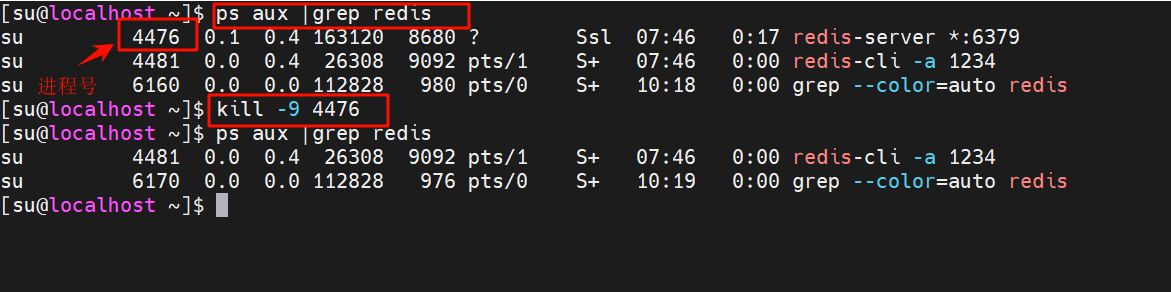 [su@localhost ~]$ ps aux |grep redis
su 4476 0.1 0.4 163120 8680 ? Ssl 07:46 0:17 redis-server *:6379
su 4481 0.0 0.4 26308 9092 pts/1 S+ 07:46 0:00 redis-cli -a 1234
进程号
su 6160 0.0 0.0 112828 980 pts/0 S+ 10:18 0:00 grep --color=auto redis
[su@localhost ~]$ kill -9 4476
[su@localhost ~]$ ps aux |grep redis
su 4481 0.0 0.4 26308 9092 pts/1 S+ 07:46 0:00 redis-cli -a 1234
su 6170 0.0 0.0 112828 976 pts/0 S+ 10:19 0:00 grep --color=auto redis
[su@localhost ~]$